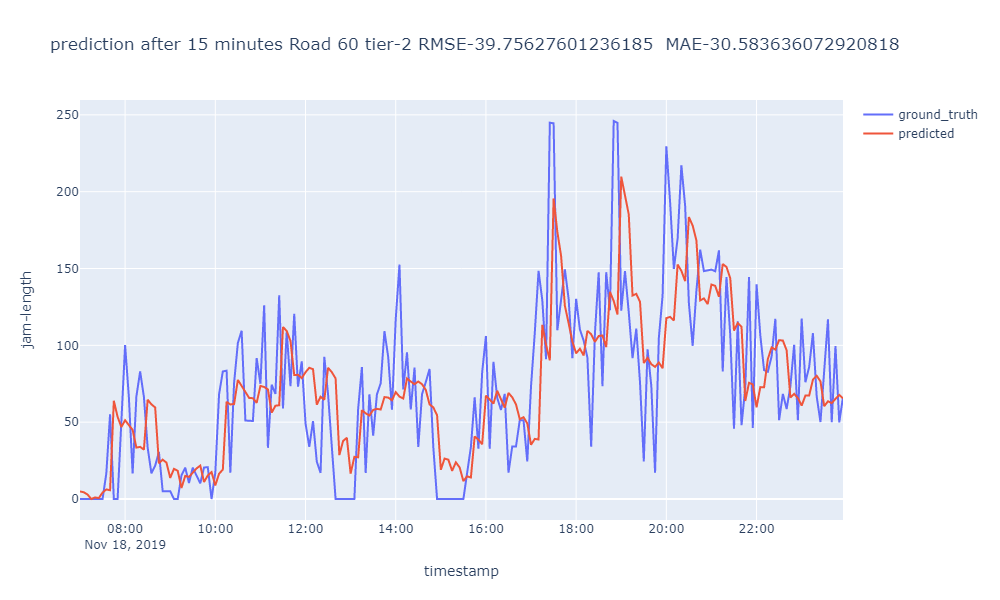 prediction after 15 minutes Road 60 tier-2 RMSE-39.75627601236185  MAE-30.583636072920818
ground_truth
predicted
250
200
150
100
50
0
jam-length
08:00 10:00 12:00 14:00 16:00 18:00 20:00 22:00
Nov 18, 2019
timestamp